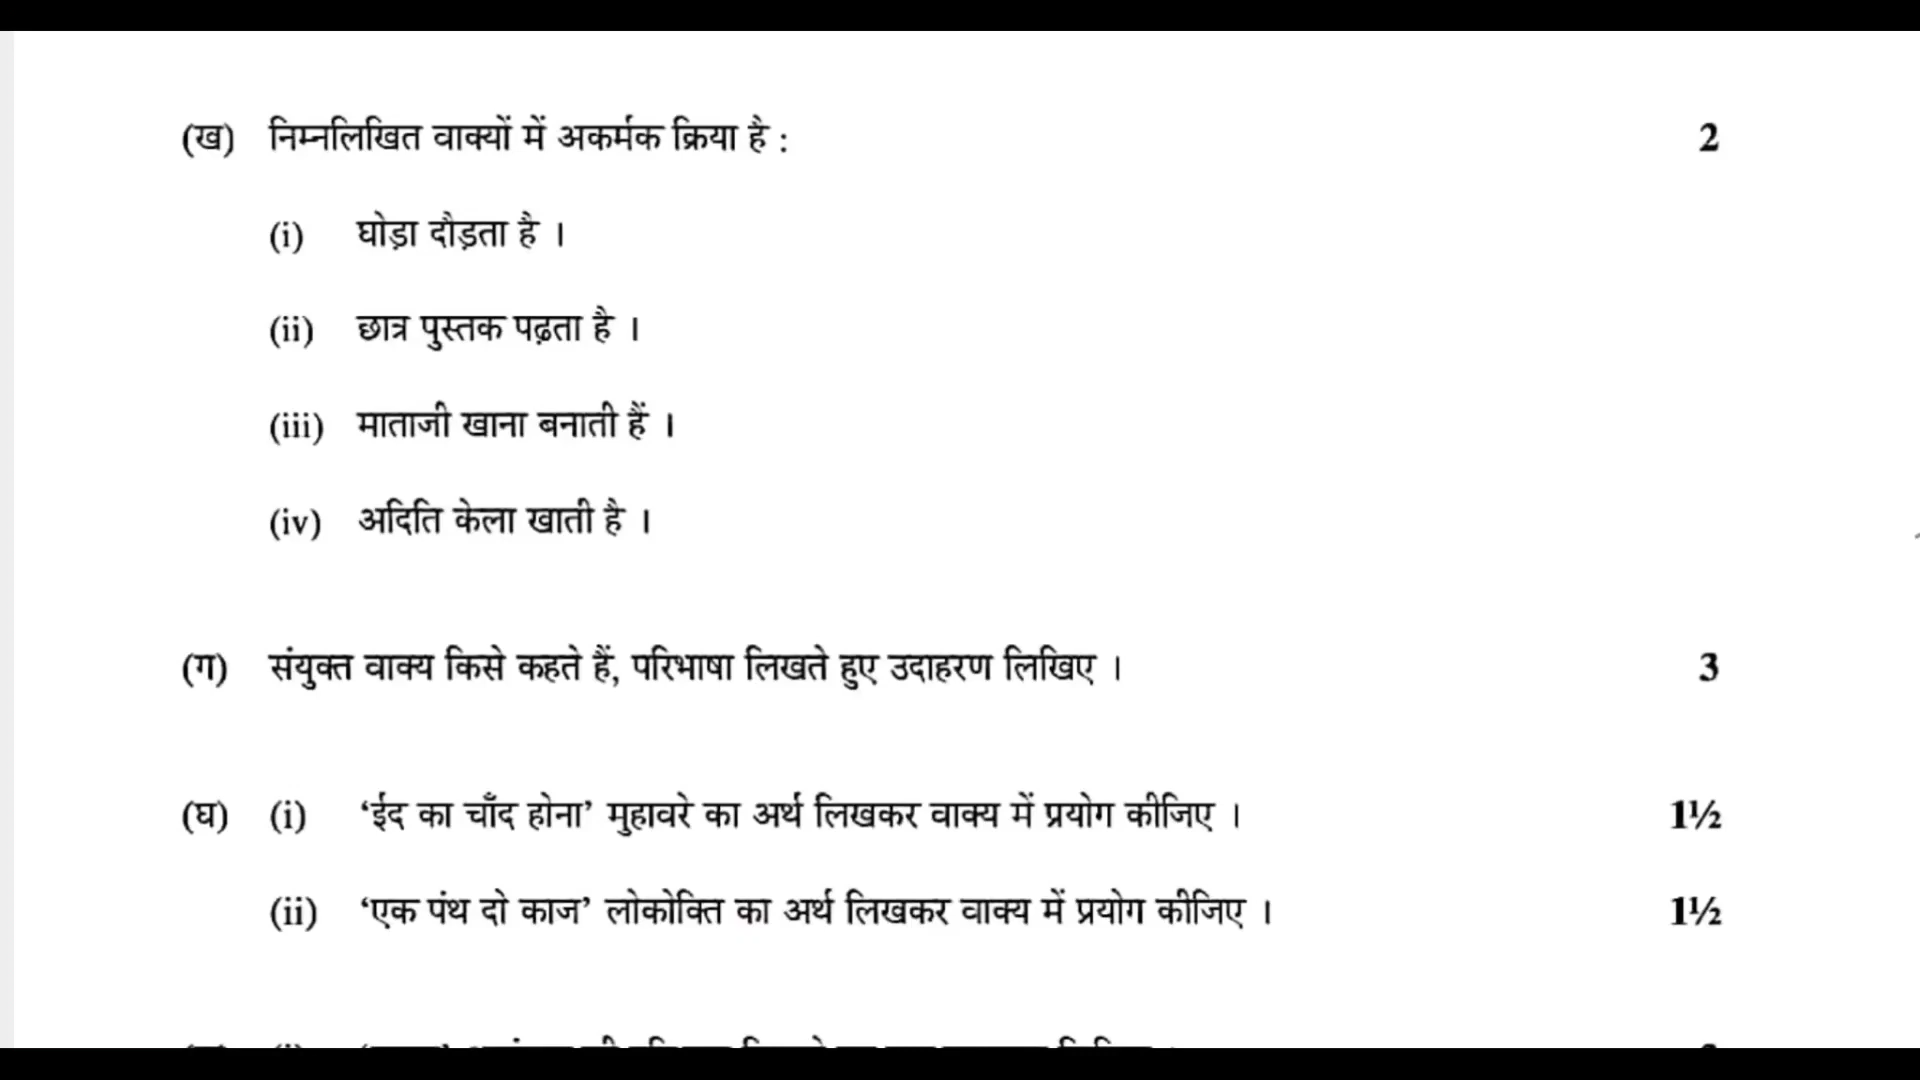 (ख) निम्नलिखित वाक्यों में अकर्मक क्रिया है : 2
(i) घोड़ा दौड़ता है ।
(ii) छात्र पुस्तक पढ़ता है ।
(iii) माताजी खाना बनाती हैं ।
(iv) अदिति केला खाती है ।
(ग) संयुक्त वाक्य किसे कहते हैं, परिभाषा लिखते हुए उदाहरण लिखिए । 3
(घ) (i) ‘ईद का चाँद होना’ मुहावरे का अर्थ लिखकर वाक्य में प्रयोग कीजिए । 1½
(ii) ‘एक पंथ दो काज’ लोकोक्ति का अर्थ लिखकर वाक्य में प्रयोग कीजिए । 1½